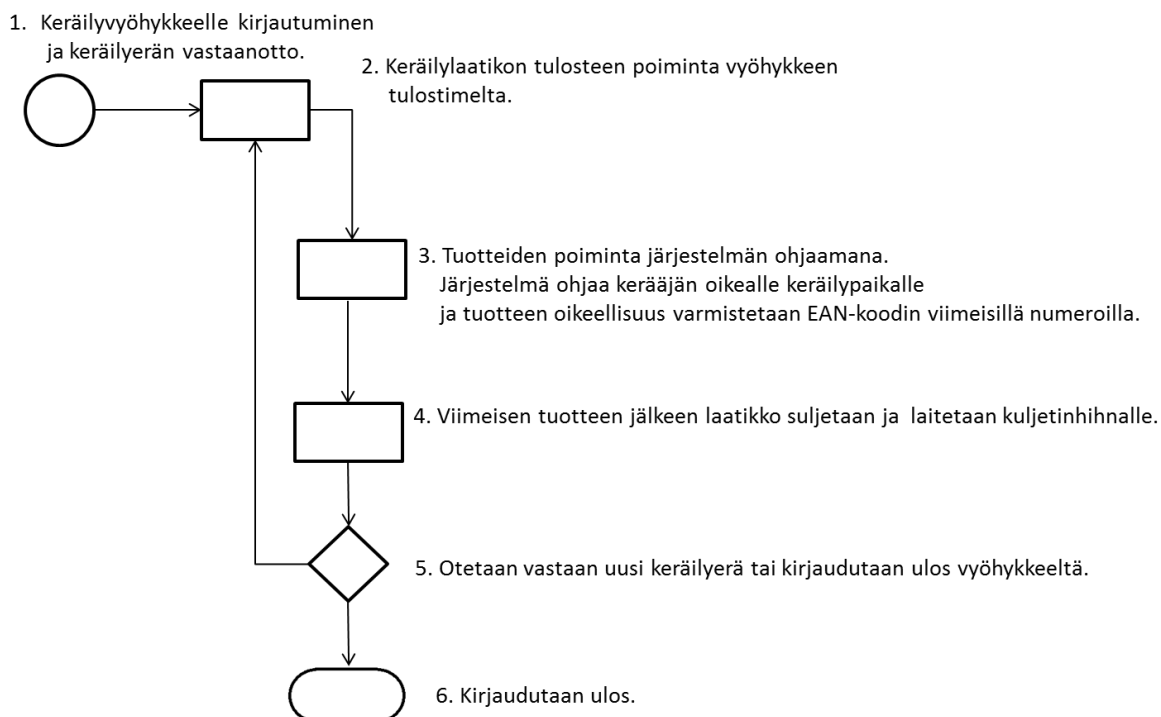 1. Keräilyvyöhykkeelle kirjautuminen
ja keräilyerän vastaanotto.
2. Keräilylaatikon tulosteen poiminta vyöhykkeen
tulostimelta.
3. Tuotteiden poiminta järjestelmän ohjaamana.
Järjestelmä ohjaa kerääjän oikealle keräilypaikalle
ja tuotteen oikeellisuus varmistetaan EAN-koodin viimeisillä numeroilla.
4. Viimeisen tuotteen jälkeen laatikko suljetaan ja laitetaan kuljetinhihnalle.
5. Otetaan vastaan uusi keräilyerä tai kirjaudutaan ulos vyöhykkeeltä.
6. Kirjaudutaan ulos.